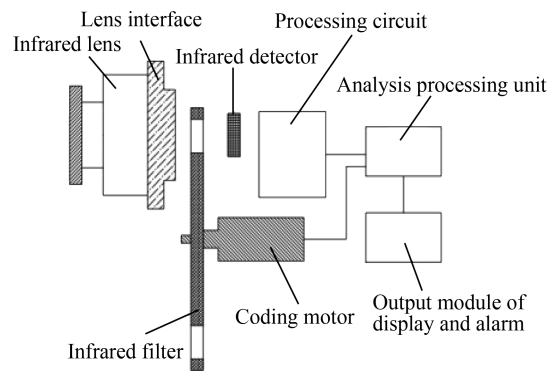 Lens interface
Infrared lens
Processing circuit
Infrared detector
Analysis processing unit
Coding motor
Output module of
display and alarm
Infrared filter